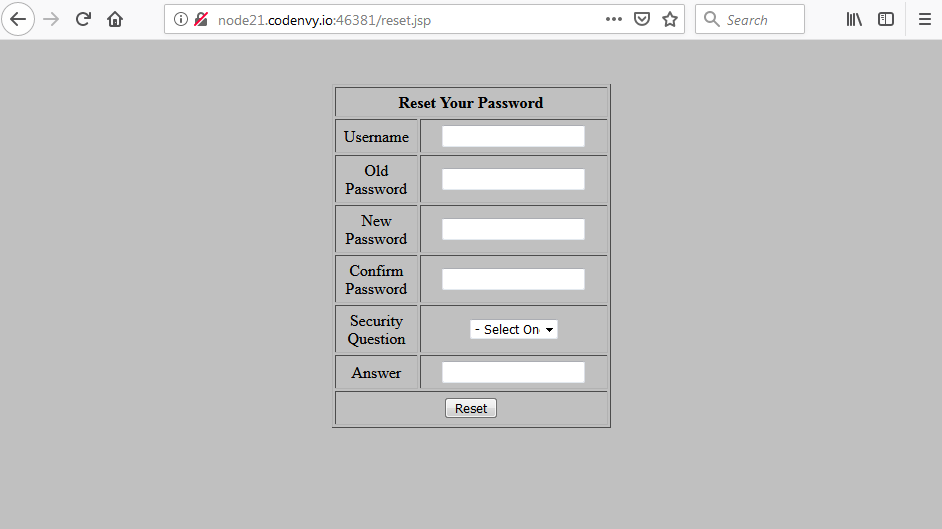 node21.codenvy.io:46381/reset.jsp
Search
Reset Your Password
Username
Old
Password
New
Password
Confirm
Password
Security
Question
- Select On
Answer
Reset